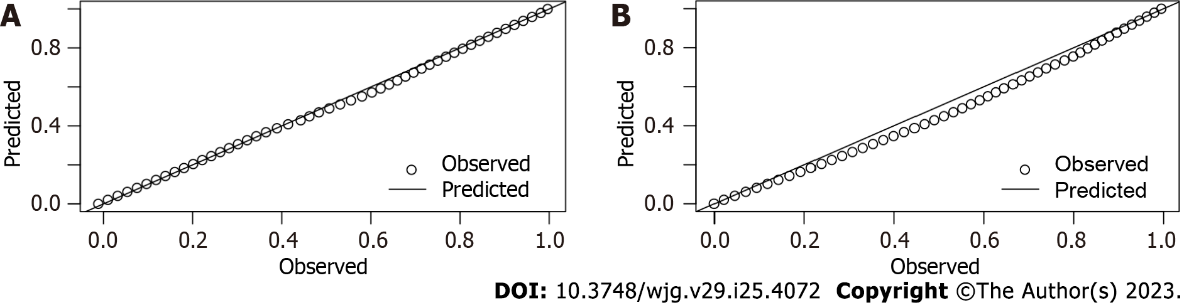 A
Predicted
0.8
0.4
0.0
Observed
Predicted
0.0 0.2 0.4 0.6 0.8 1.0
Observed
B
Predicted
0.8
0.4
0.0
Observed
Predicted
0.0 0.2 0.4 0.6 0.8 1.0
Observed
DOI: 10.3748/wjg.v29.i25.4072 Copyright ©The Author(s) 2023.